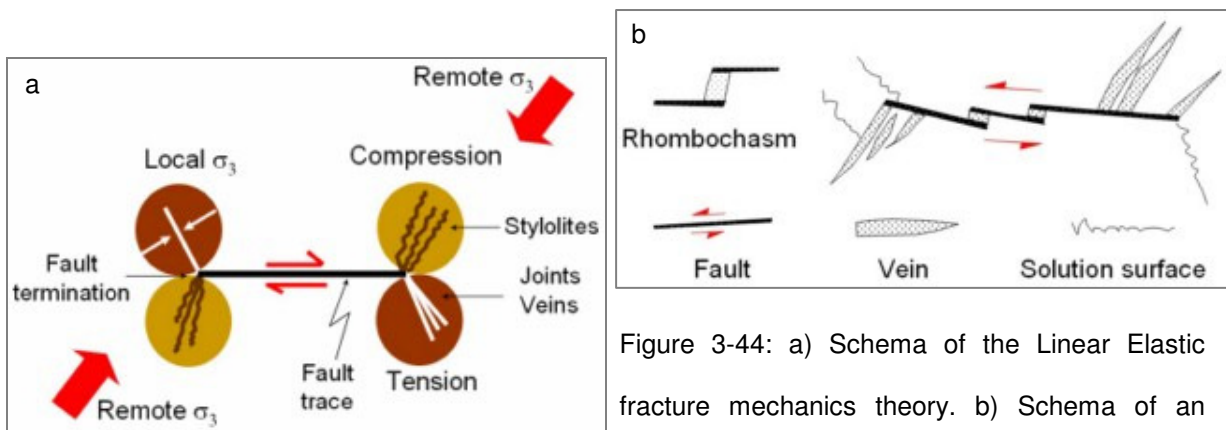 a
Remote σ3
Local σ3
Compression
Stylolites
Fault
termination
Joints
Veins
Fault
trace
Tension
Remote σ3
b
Rhombochasm
Fault
Vein
Solution surface
Figure 3-44: a) Schema of the Linear Elastic
fracture mechanics theory. b) Schema of an